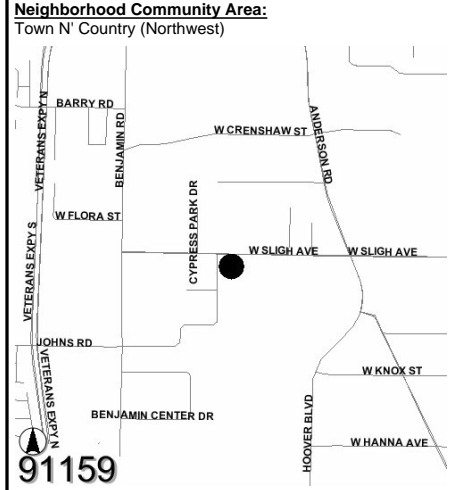 Neighborhood Community Area:
Town N' Country (Northwest)
BARRY RD
VETERANS EXPY N
BENJAMIN RD
W CRENSHAW ST
ANDERSON RD
CYPRESS PARK DR
W FLORA ST
VETERANS EXPY S
W SLIGH AVE
W SLIGH AVE
JOHNS RD
VETERANS EXPY N
W KNOX ST
BENJAMIN CENTER DR
HOOVER BLVD
W HANNA AVE
91159